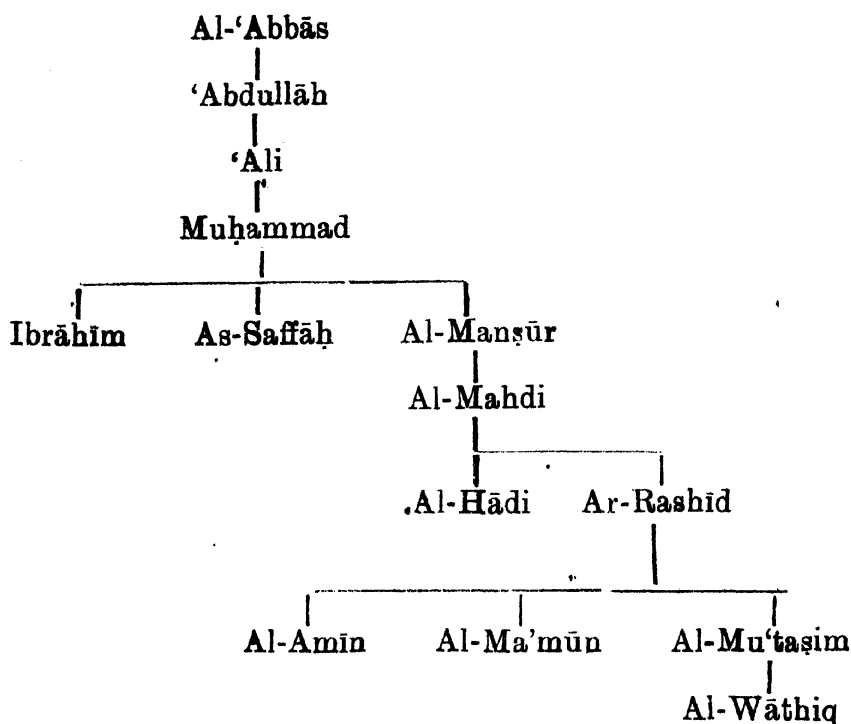 Al-‘Abbās
‘Abdullāh
‘Ali
Muḥammad
Ibrāhīm As-Saffāḥ Al-Manṣūr
Al-Mahdi
Al-Hādi Ar-Rashīd
Al-Amīn Al-Ma’mūn Al-Mu‘taṣim
Al-Wāthiq